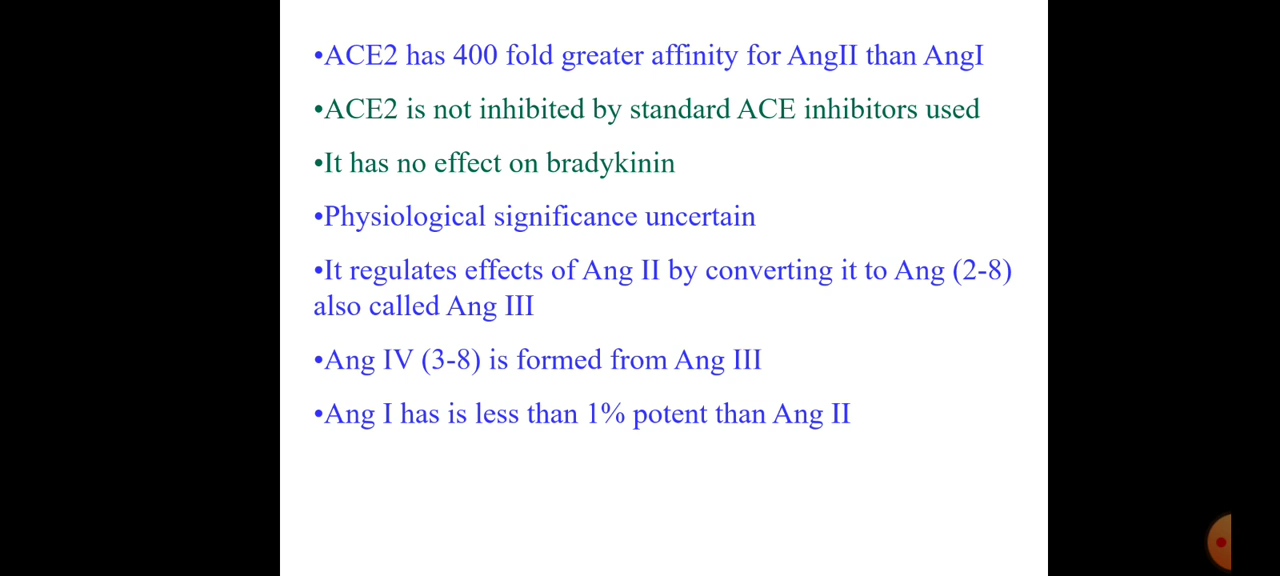 •ACE2 has 400 fold greater affinity for AngII than AngI
•ACE2 is not inhibited by standard ACE inhibitors used
•It has no effect on bradykinin
•Physiological significance uncertain
•It regulates effects of Ang II by converting it to Ang (2-8)
also called Ang III
•Ang IV (3-8) is formed from Ang III
•Ang I has is less than 1% potent than Ang II